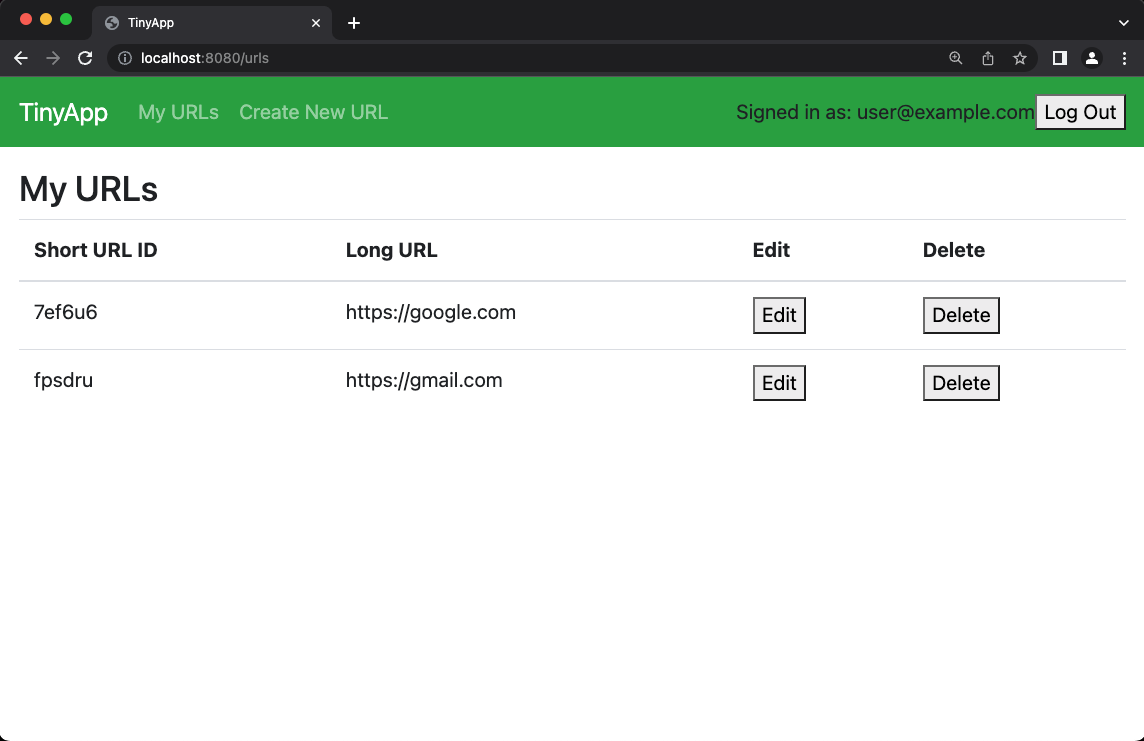 TinyApp
localhost:8080/urls
TinyApp My URLs Create New URL Signed in as: user@example.com Log Out
My URLs
Short URL ID Long URL Edit Delete
7ef6u6 https://google.com Edit Delete
fpsdru https://gmail.com Edit Delete